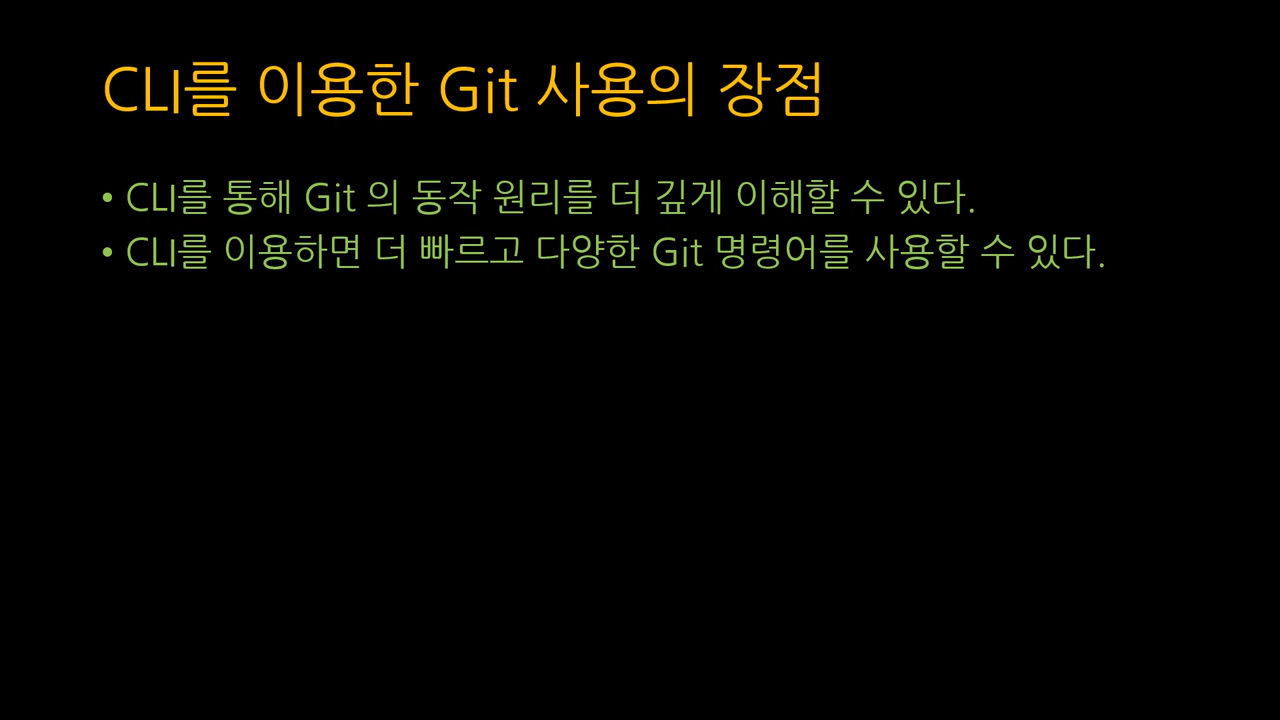 CLI를 이용한 Git 사용의 장점
• CLI를 통해 Git 의 동작 원리를 더 깊게 이해할 수 있다.
• CLI를 이용하면 더 빠르고 다양한 Git 명령어를 사용할 수 있다.